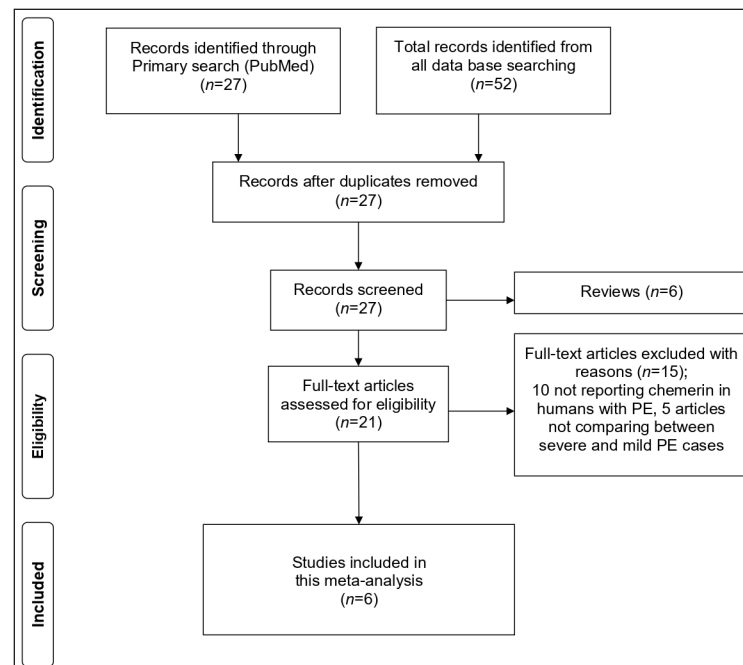 Identification
Records identified through
Primary search (PubMed)
(n=27)
Total records identified from
all data base searching
(n=52)
Records after duplicates removed
(n=27)
Screening
Records screened
(n=27)
Reviews (n=6)
Eligibility
Full-text articles
assessed for eligibility
(n=21)
Full-text articles excluded with
reasons (n=15);
10 not reporting chemerin in
humans with PE, 5 articles
not comparing between
severe and mild PE cases
Included
Studies included in
this meta-analysis
(n=6)